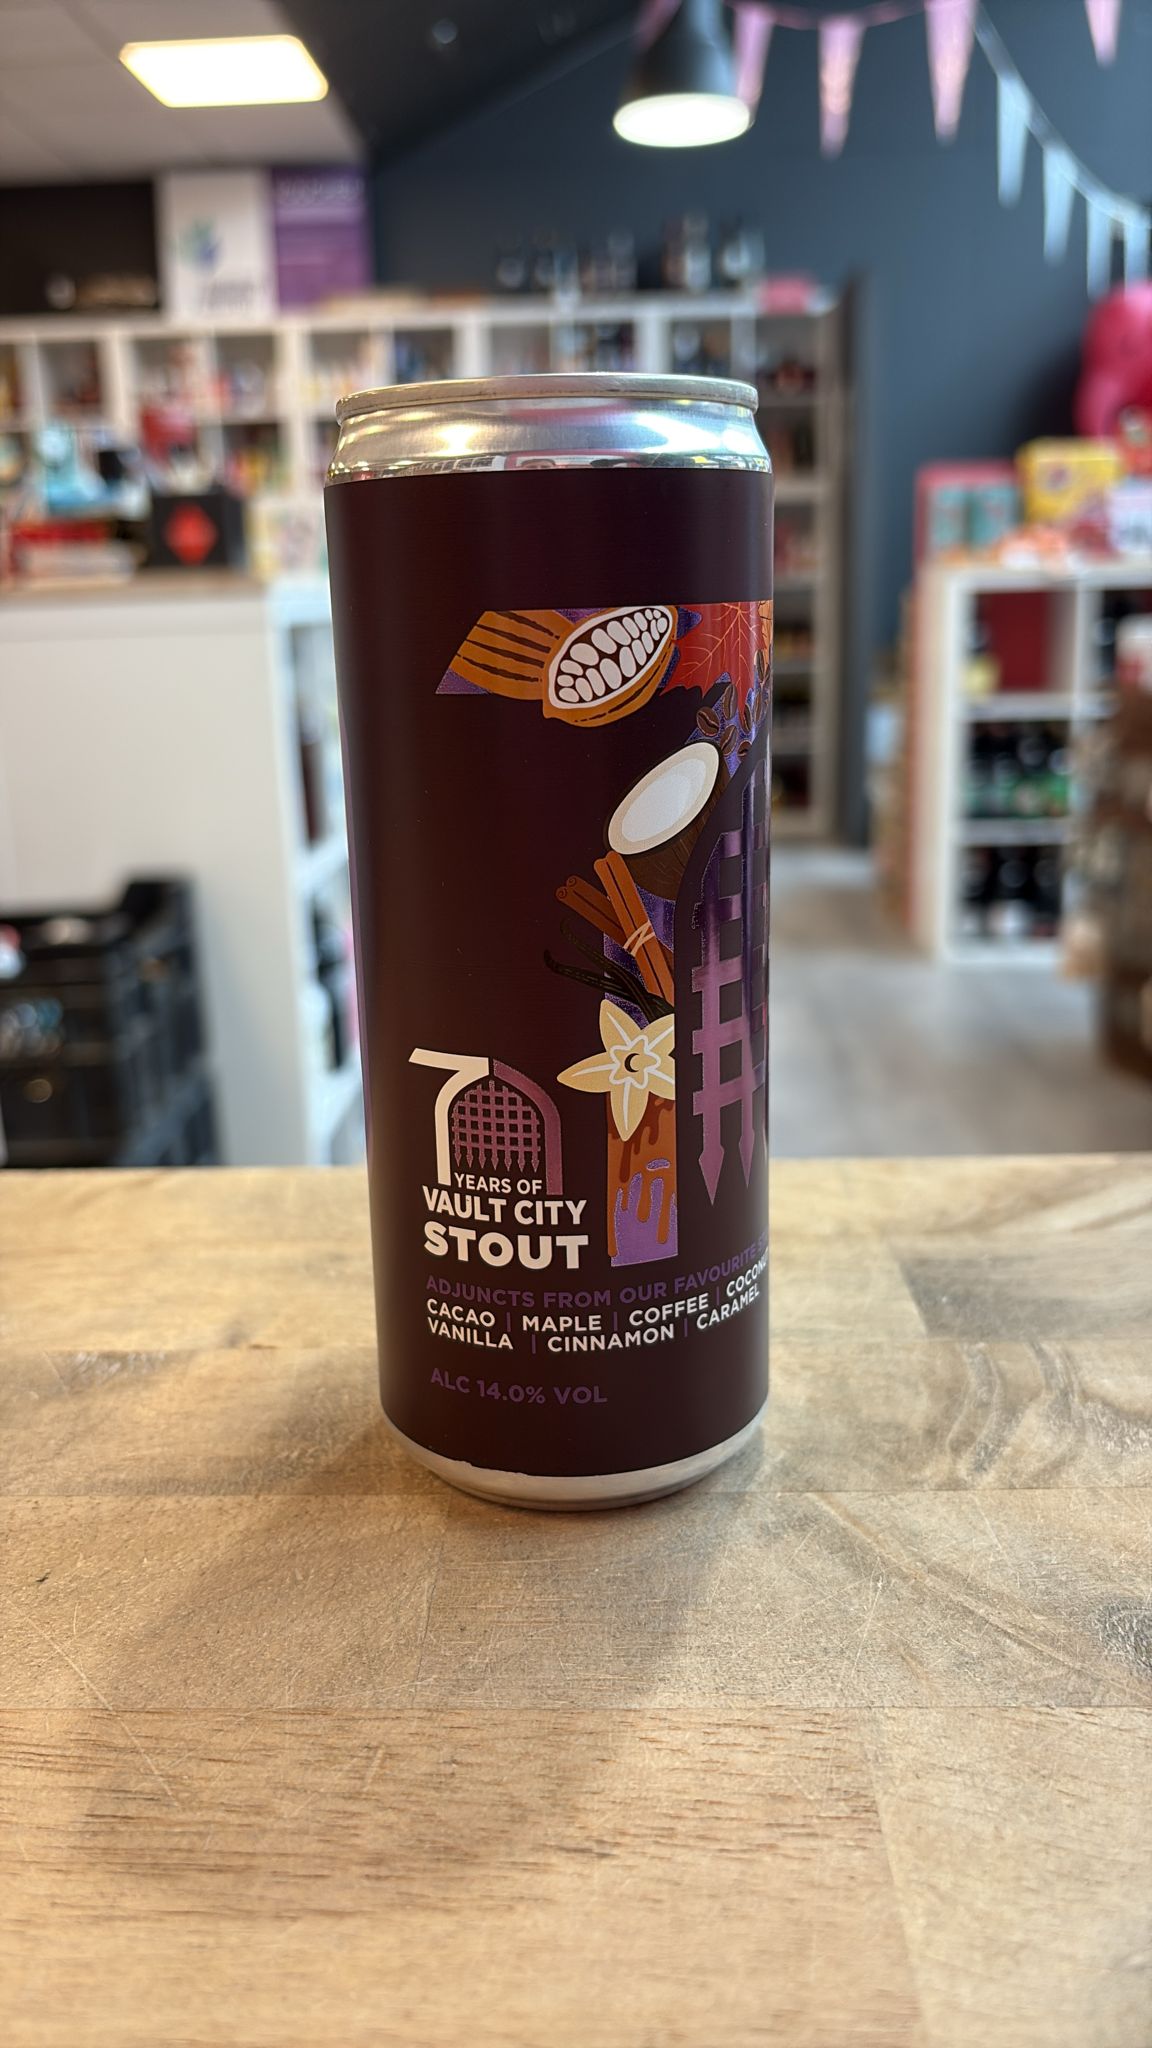 7
YEARS OF
VAULT CITY
STOUT
ADJUNCTS FROM OUR FAVOURITE
CACAO | MAPLE | COFFEE | COCONU
VANILLA | CINNAMON | CARAMEL
ALC 14.0% VOL